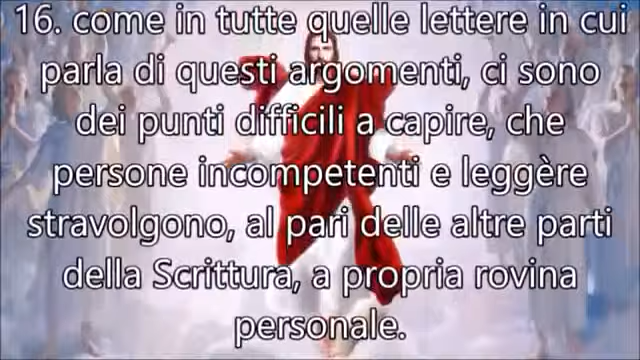 16. come in tutte quelle lettere in cui
parla di questi argomenti, ci sono
dei punti difficili a capire, che
persone incompetenti e leggère
stravolgono, al pari delle altre parti
della Scrittura, a propria rovina
personale.